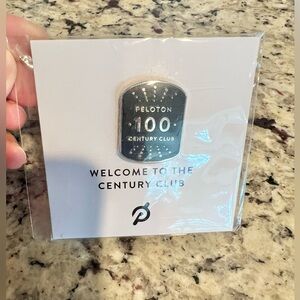 PELOTON
100
CENTURY CLUB
WELCOME TO THE
CENTURY CLUB